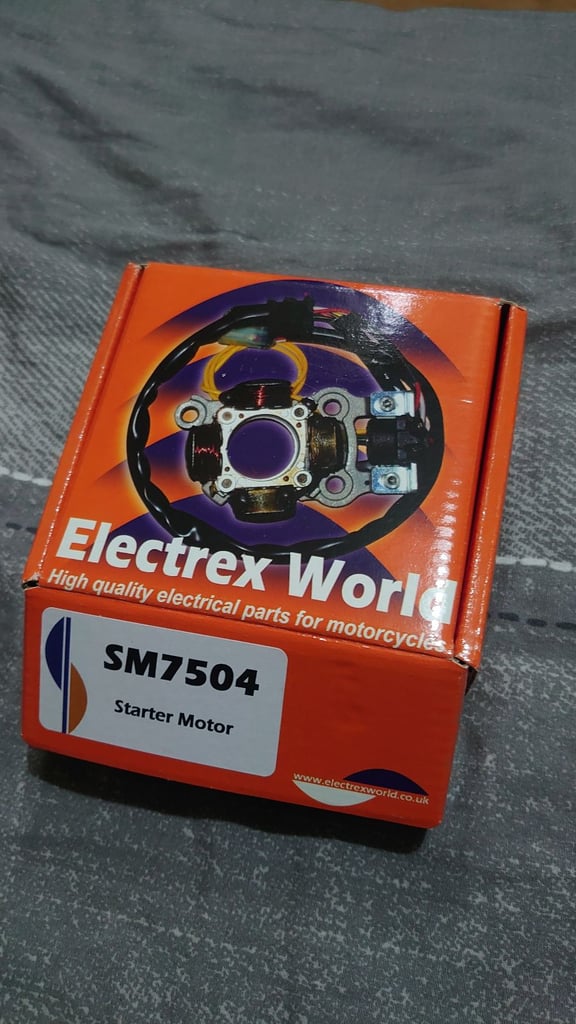 Electrex World
High quality electrical parts for motorcycles
SM7504
Starter Motor
www.electrexworld.co.uk